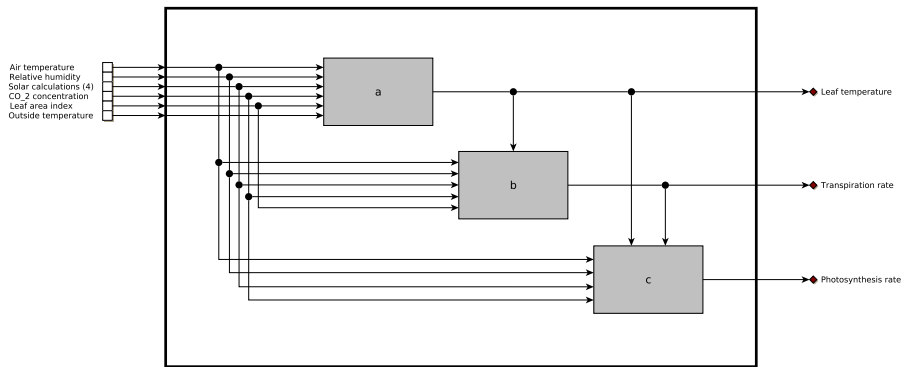 Air temperature
Relative humidity
Solar calculations (4)
CO_2 concentration
Leaf area index
Outside temperature
a
Leaf temperature
b
Transpiration rate
c
Photosynthesis rate